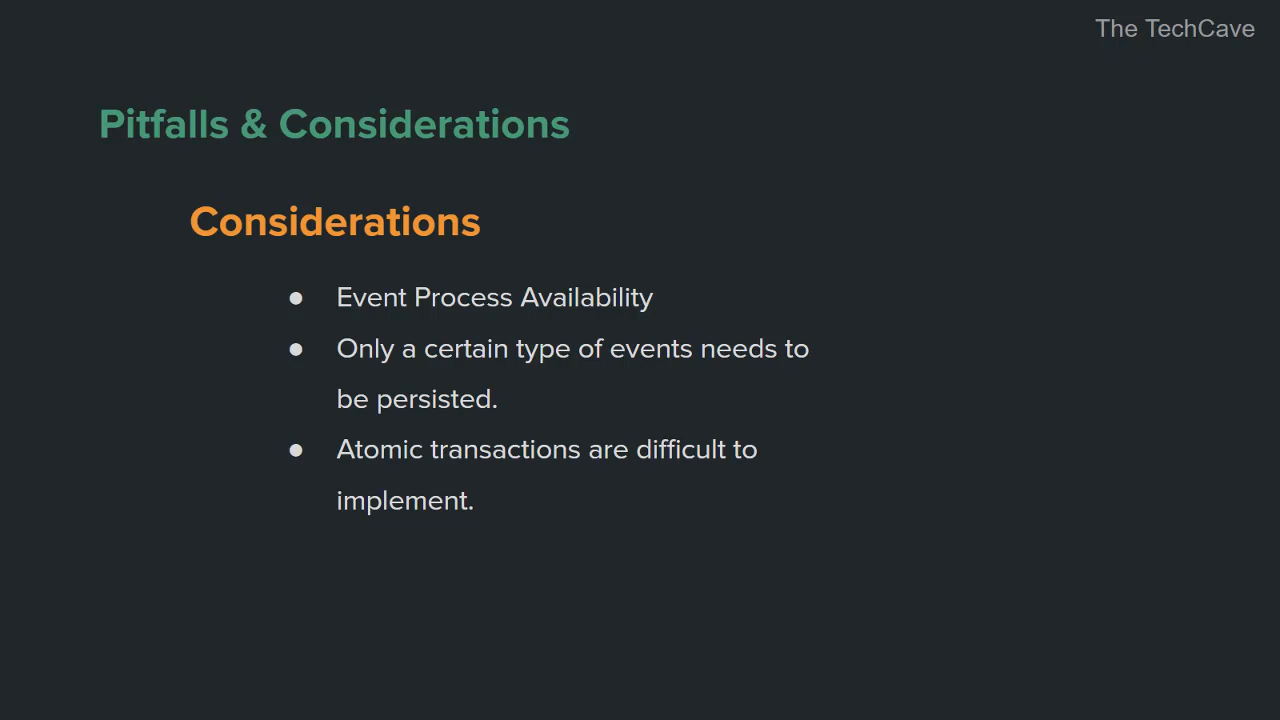 The TechCave
Pitfalls & Considerations
Considerations
● Event Process Availability
● Only a certain type of events needs to
be persisted.
● Atomic transactions are difficult to
implement.